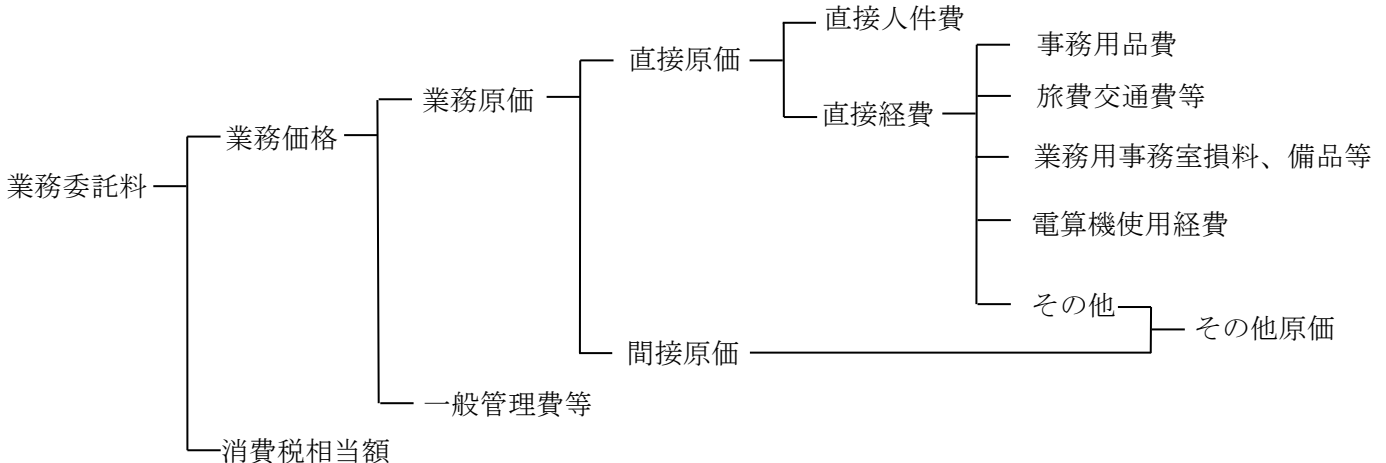 直接人件費
事務用品費
直接原価
旅費交通費等
業務原価
直接経費
業務価格
業務用事務室損料、備品等
業務委託料
電算機使用経費
その他
その他原価
間接原価
一般管理費等
消費税相当額